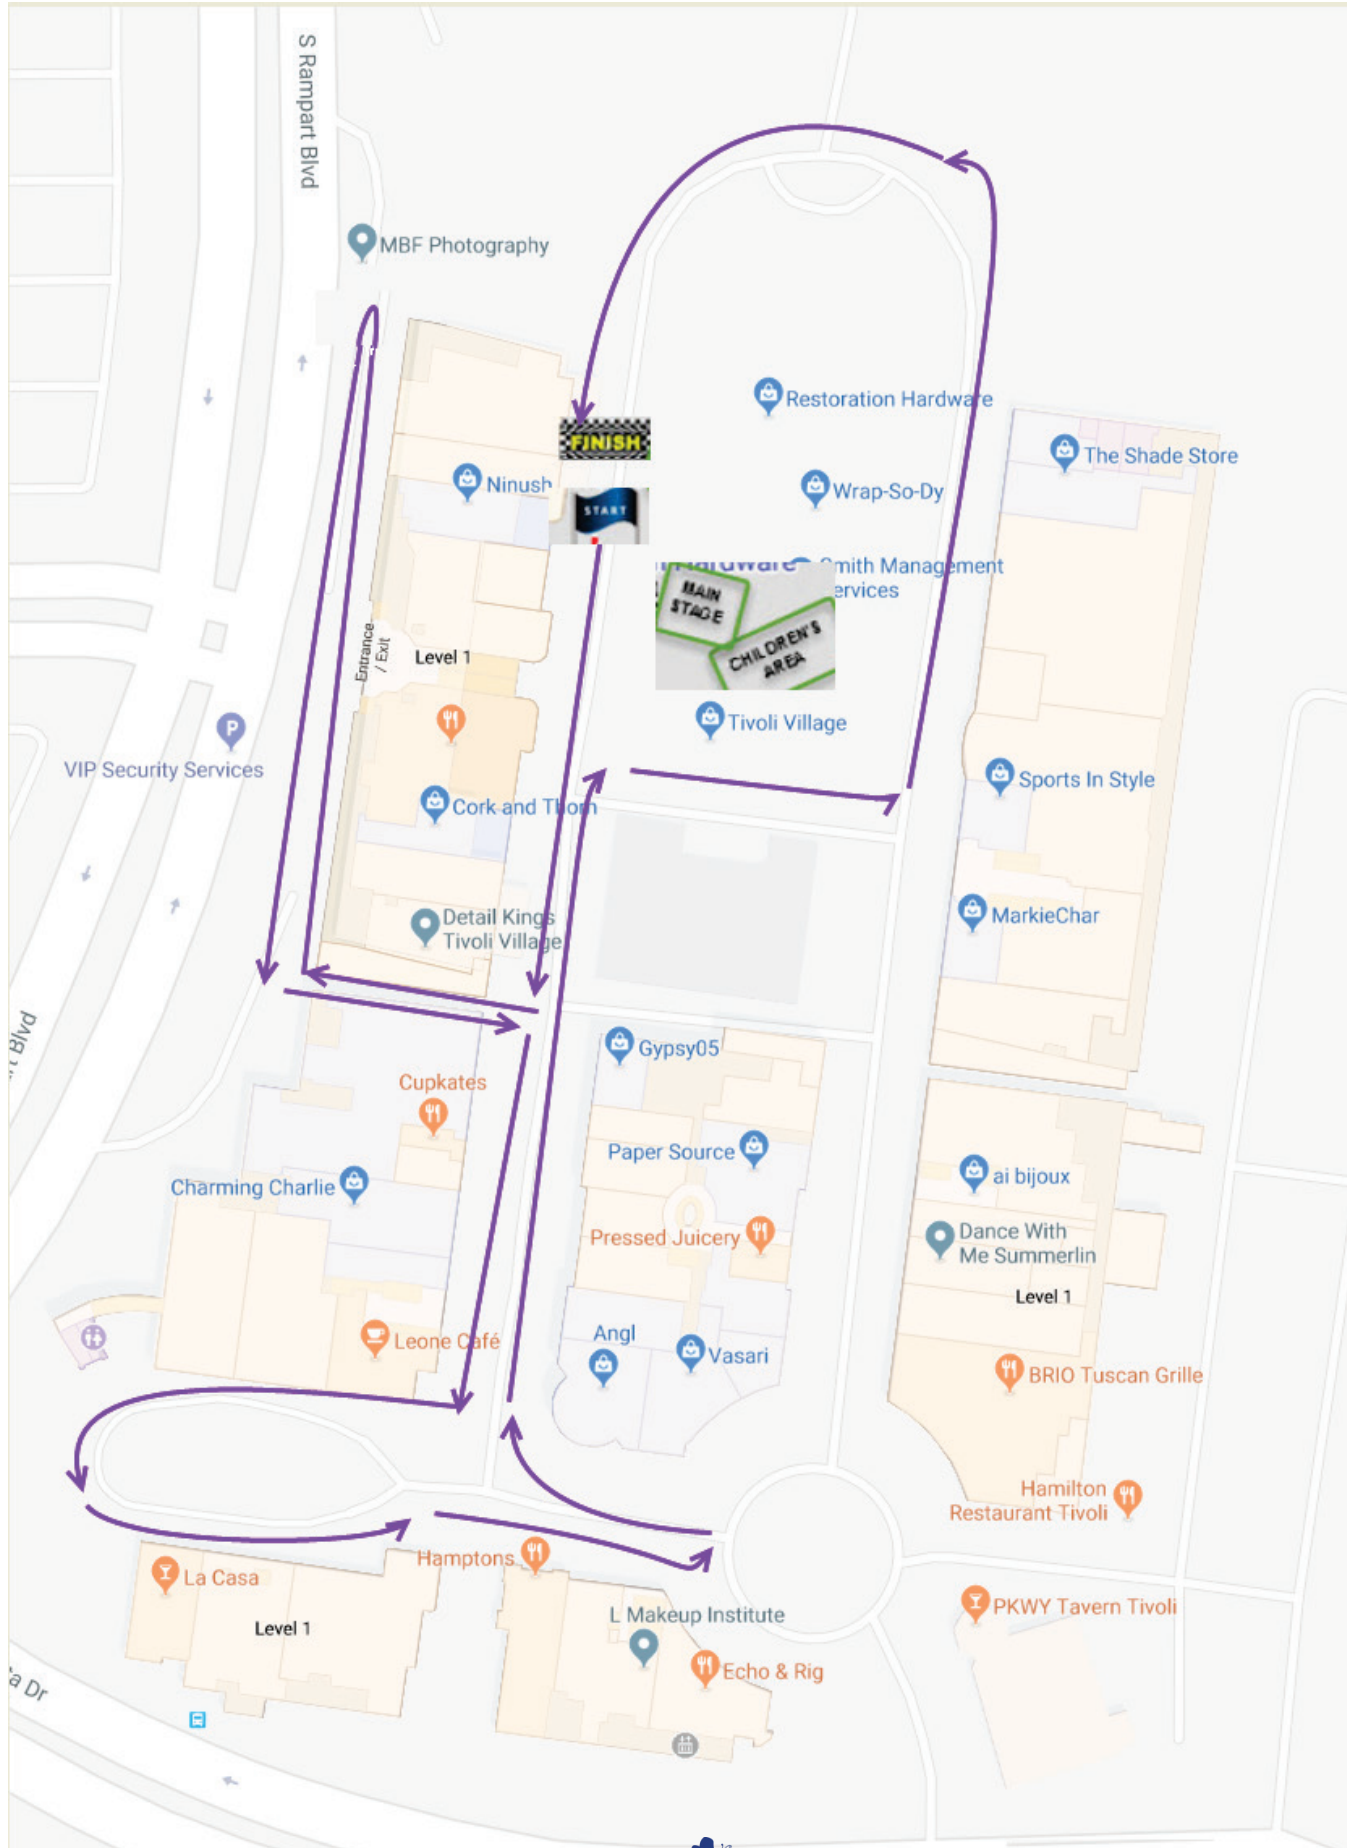 S Rampart Blvd
MBF Photography
Restoration Hardware
FINISH
The Shade Store
Ninush
Wrap-So-Dy
START
Hardware
Smith Management
ervices
MAIN
STAGE
CHILDREN'S
AREA
Entrance
/ Exit
Level 1
Tivoli Village
P
VIP Security Services
Sports In Style
Cork and Thorn
Detail Kings
Tivoli Village
MarkieChar
Blvd
Gypsy05
Cupkates
Paper Source
Charming Charlie
ai bijoux
Pressed Juicery
Dance With
Me Summerlin
Level 1
Leone Café
Angl
Vasari
BRIO Tuscan Grille
Hamilton
Restaurant Tivoli
Hamptons
La Casa
PKWY Tavern Tivoli
L Makeup Institute
Level 1
Echo & Rig
a Dr